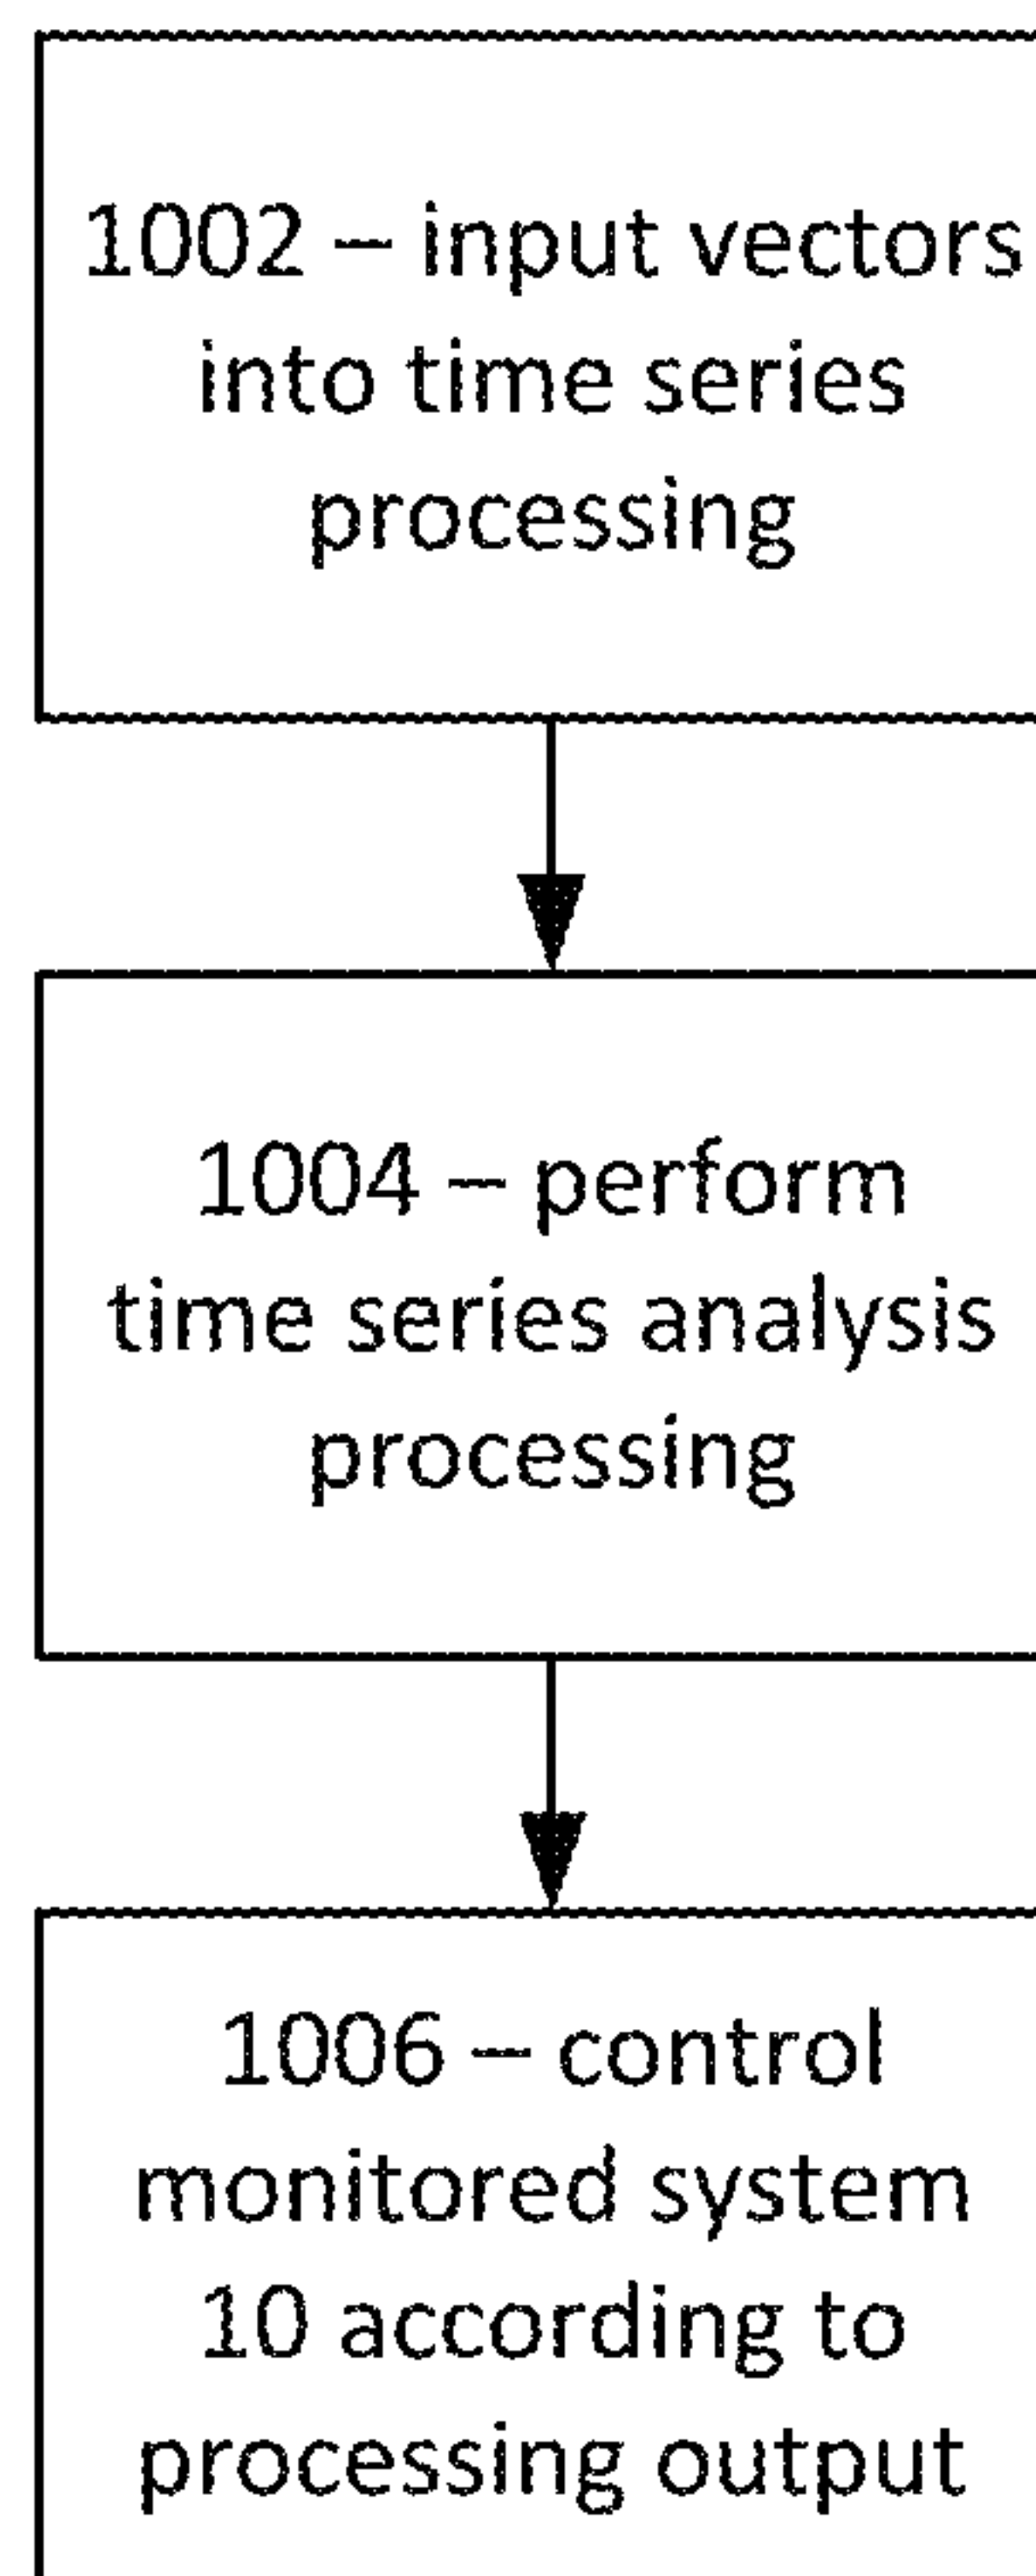 1002 – input vectors
into time series
processing
1004 – perform
time series analysis
processing
1006 – control
monitored system
10 according to
processing output